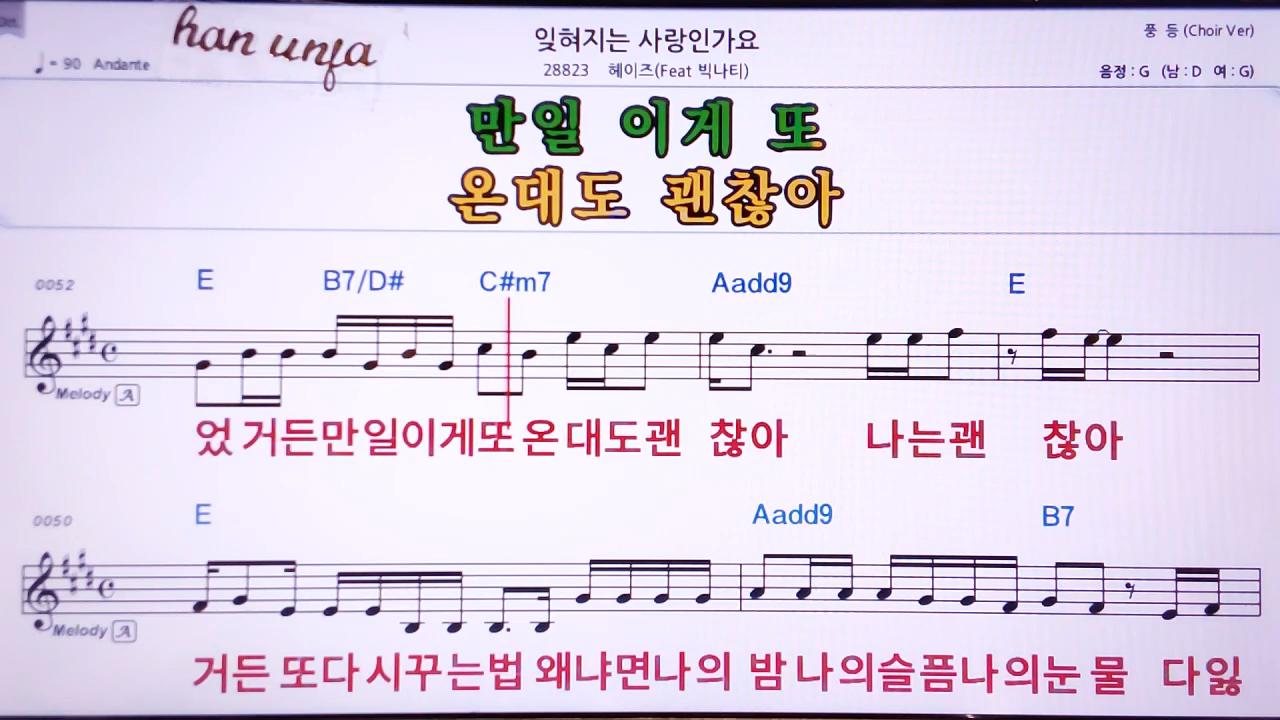 han unfa
잊혀지는 사랑인가요
풍 등 (Choir Ver)
♩= 90 Andante
28823 헤이즈(Feat 빅나티)
음정 : G (남 : D 여 : G)
만일 이게 또
온대도 괜찮아
0052 E B7/D# C#m7 Aadd9 E
Melody A
었 거든만일이게또 온 대도괜 찮아 나는괜 찮아
0050 E Aadd9 B7
Melody A
거든 또다 시꾸는법 왜냐면나의 밤 나의슬픔나의눈물 다잃